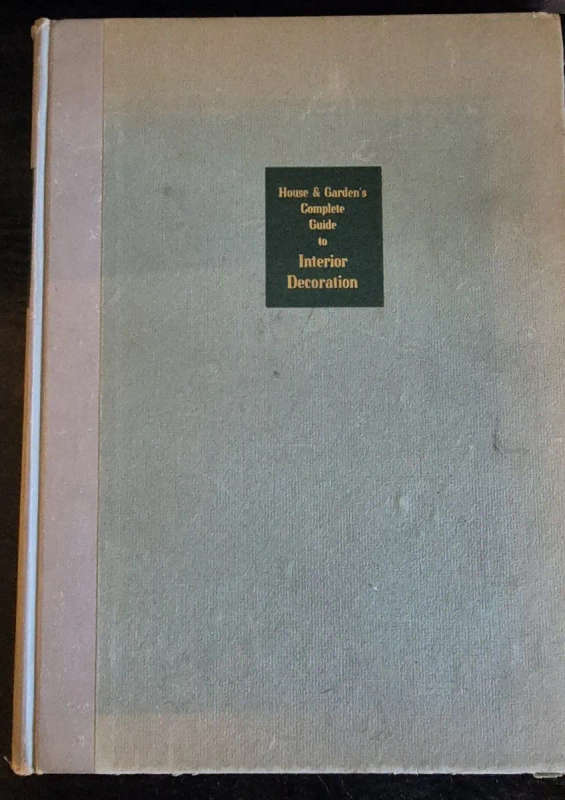 House & Garden's
Complete
Guide
to
Interior
Decoration